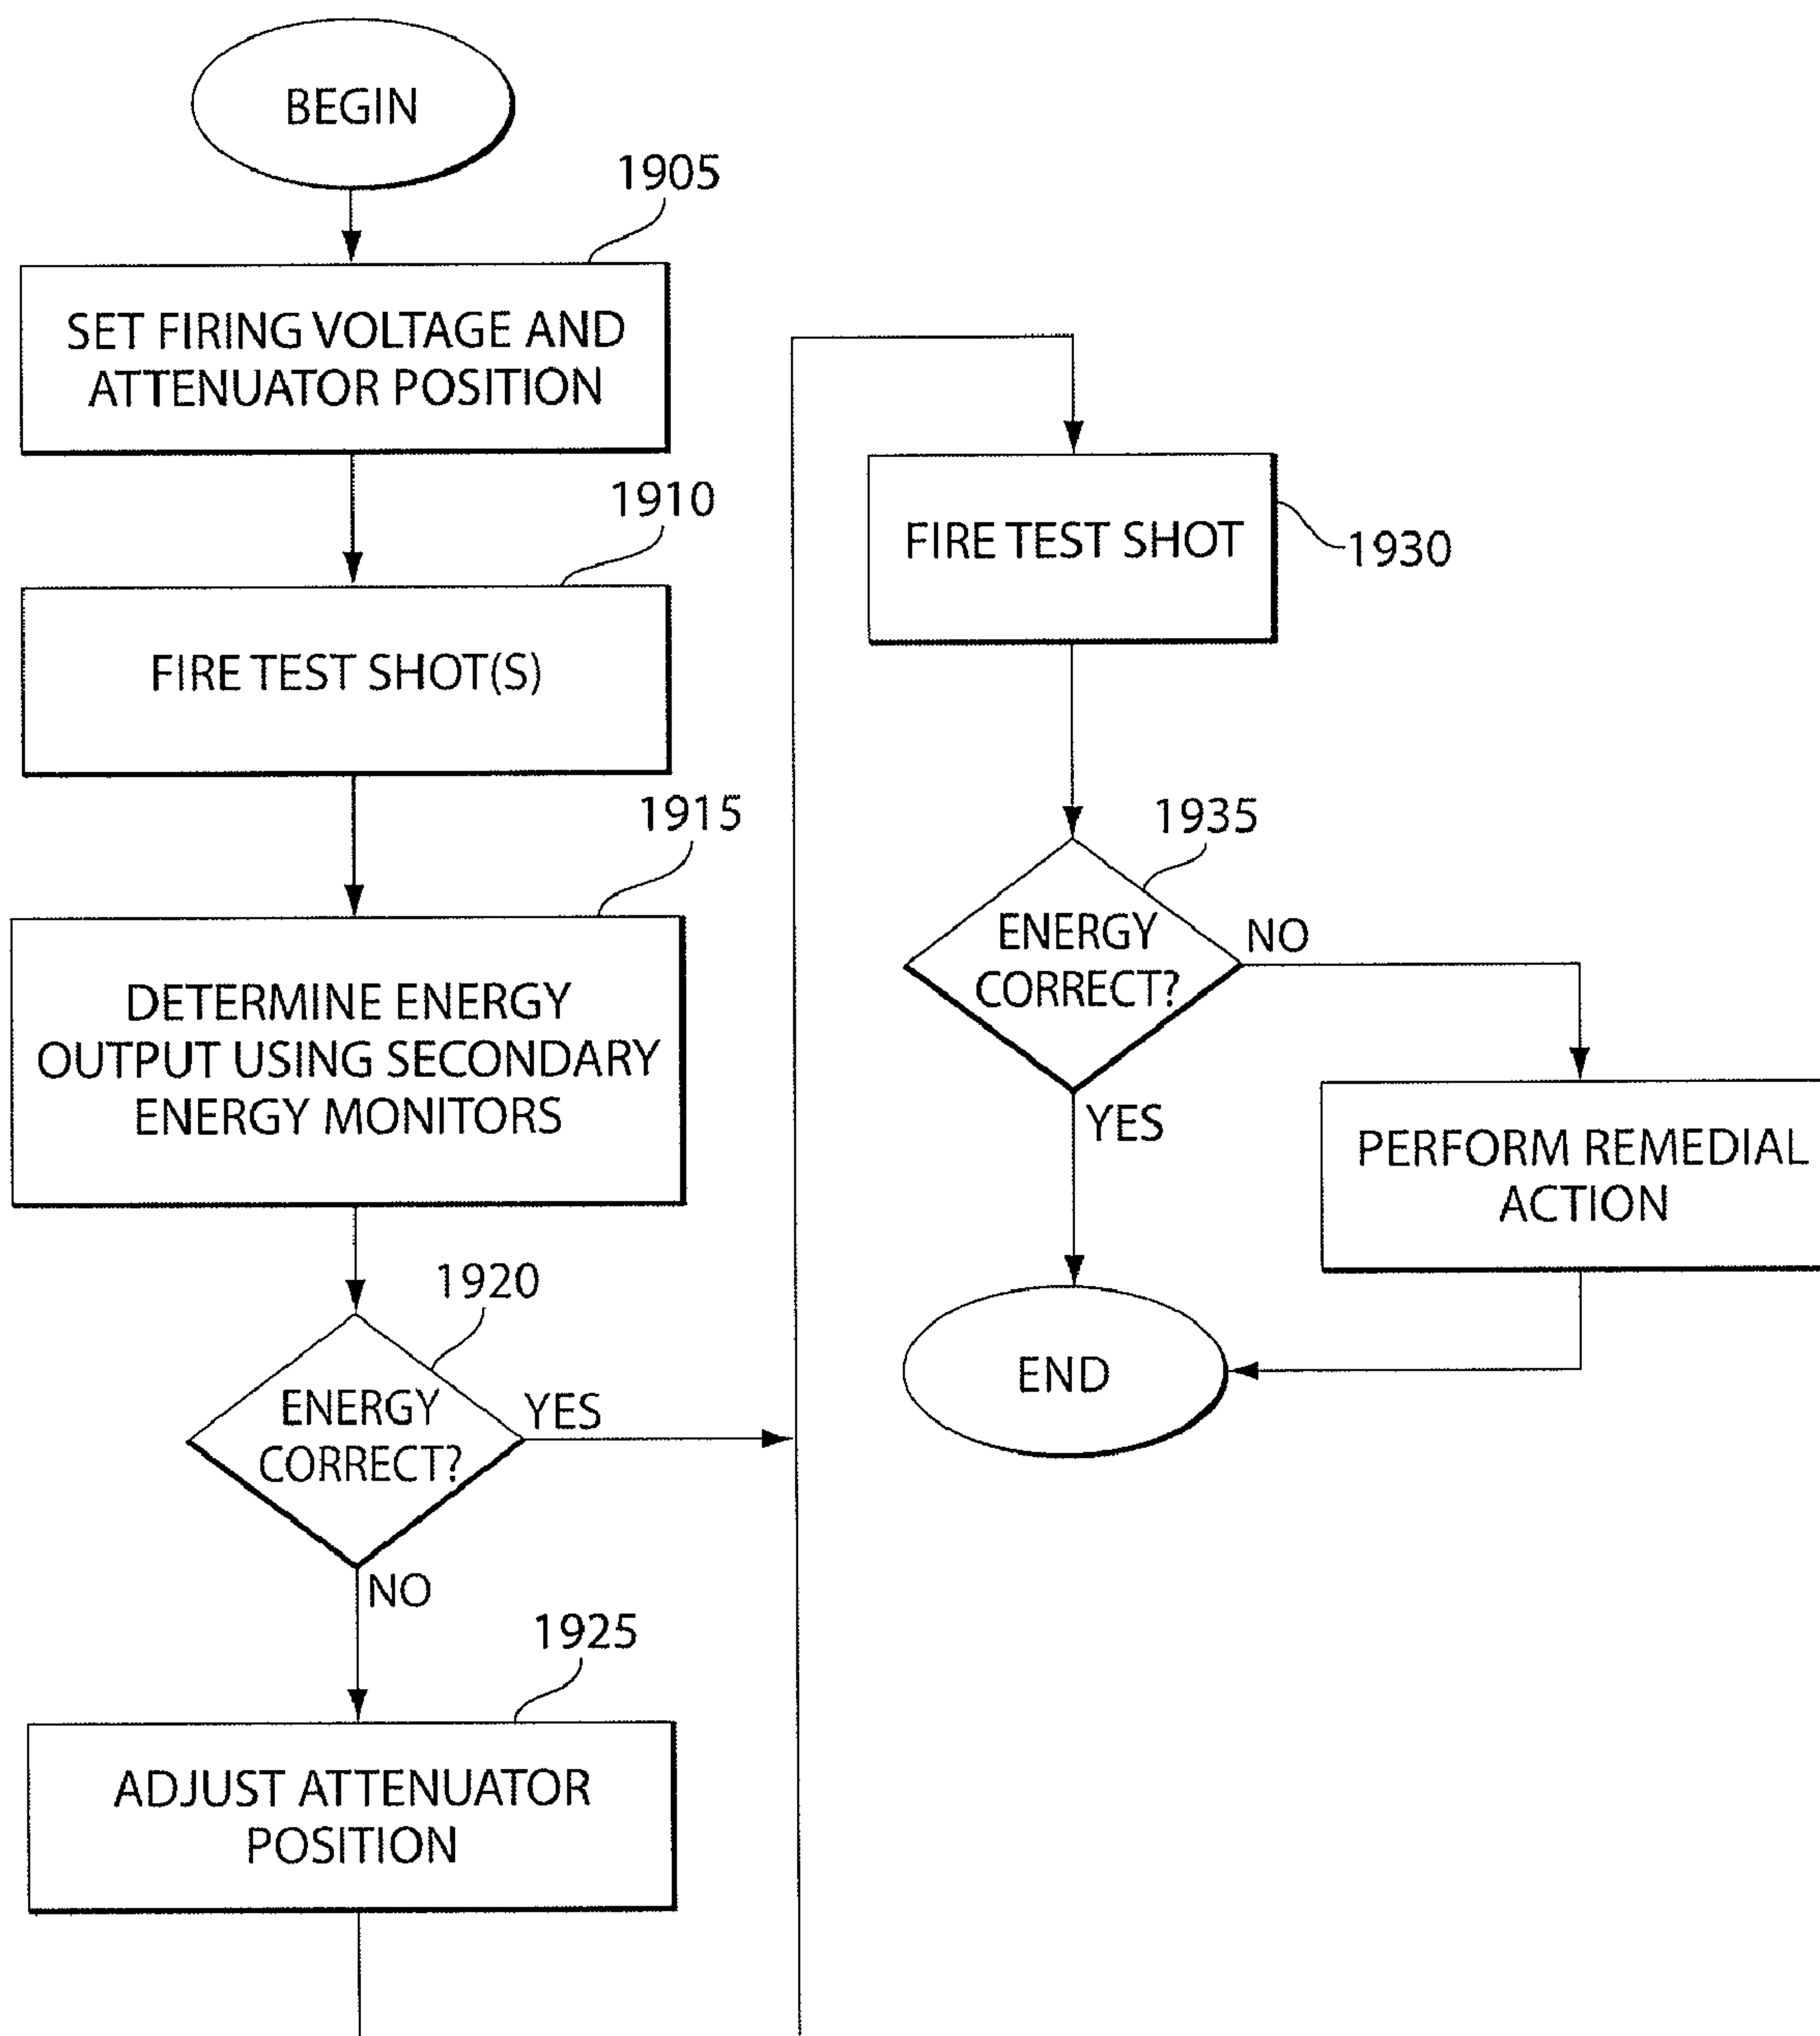 BEGIN
1905
SET FIRING VOLTAGE AND
ATTENUATOR POSITION
1910
FIRE TEST SHOT(S)
1915
DETERMINE ENERGY
OUTPUT USING SECONDARY
ENERGY MONITORS
1920
ENERGY
CORRECT?
YES
NO
1925
ADJUST ATTENUATOR
POSITION
FIRE TEST SHOT
1930
1935
ENERGY
CORRECT?
NO
YES
PERFORM REMEDIAL
ACTION
END